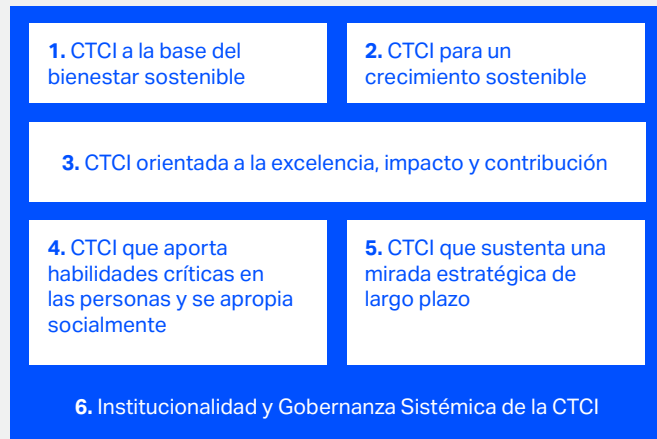 1. CTCI a la base del
bienestar sostenible
2. CTCI para un
crecimiento sostenible
3. CTCI orientada a la excelencia, impacto y contribución
4. CTCI que aporta
habilidades críticas en
las personas y se apropia
socialmente
5. CTCI que sustenta una
mirada estratégica de
largo plazo
6. Institucionalidad y Gobernanza Sistémica de la CTCI